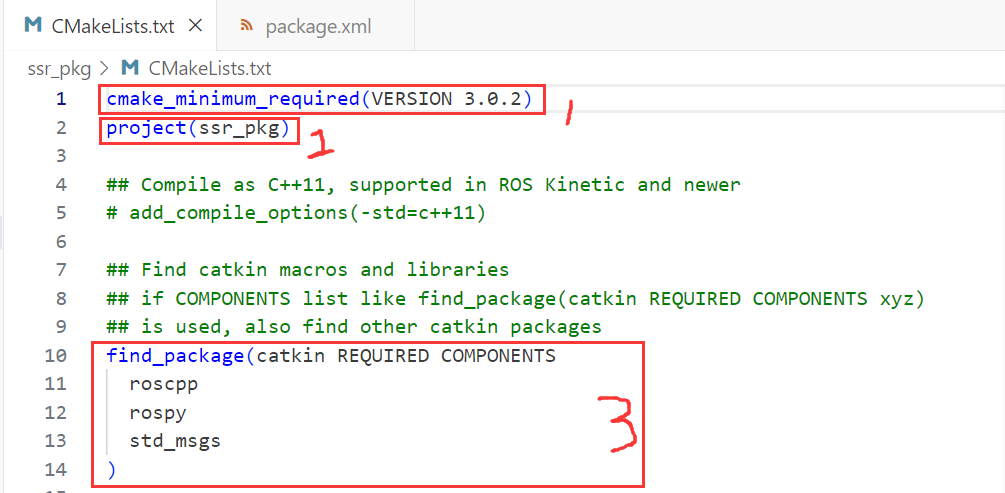 CMakeLists.txt × package.xml
ssr_pkg > CMakeLists.txt
1 cmake_minimum_required(VERSION 3.0.2) 1
2 project(ssr_pkg) 2
3
4 ## Compile as C++11, supported in ROS Kinetic and newer
5 # add_compile_options(-std=c++11)
6
7 ## Find catkin macros and libraries
8 ## if COMPONENTS list like find_package(catkin REQUIRED COMPONENTS xyz)
9 ## is used, also find other catkin packages
10 find_package(catkin REQUIRED COMPONENTS
11 roscpp
12 rospy 3
13 std_msgs
14 )